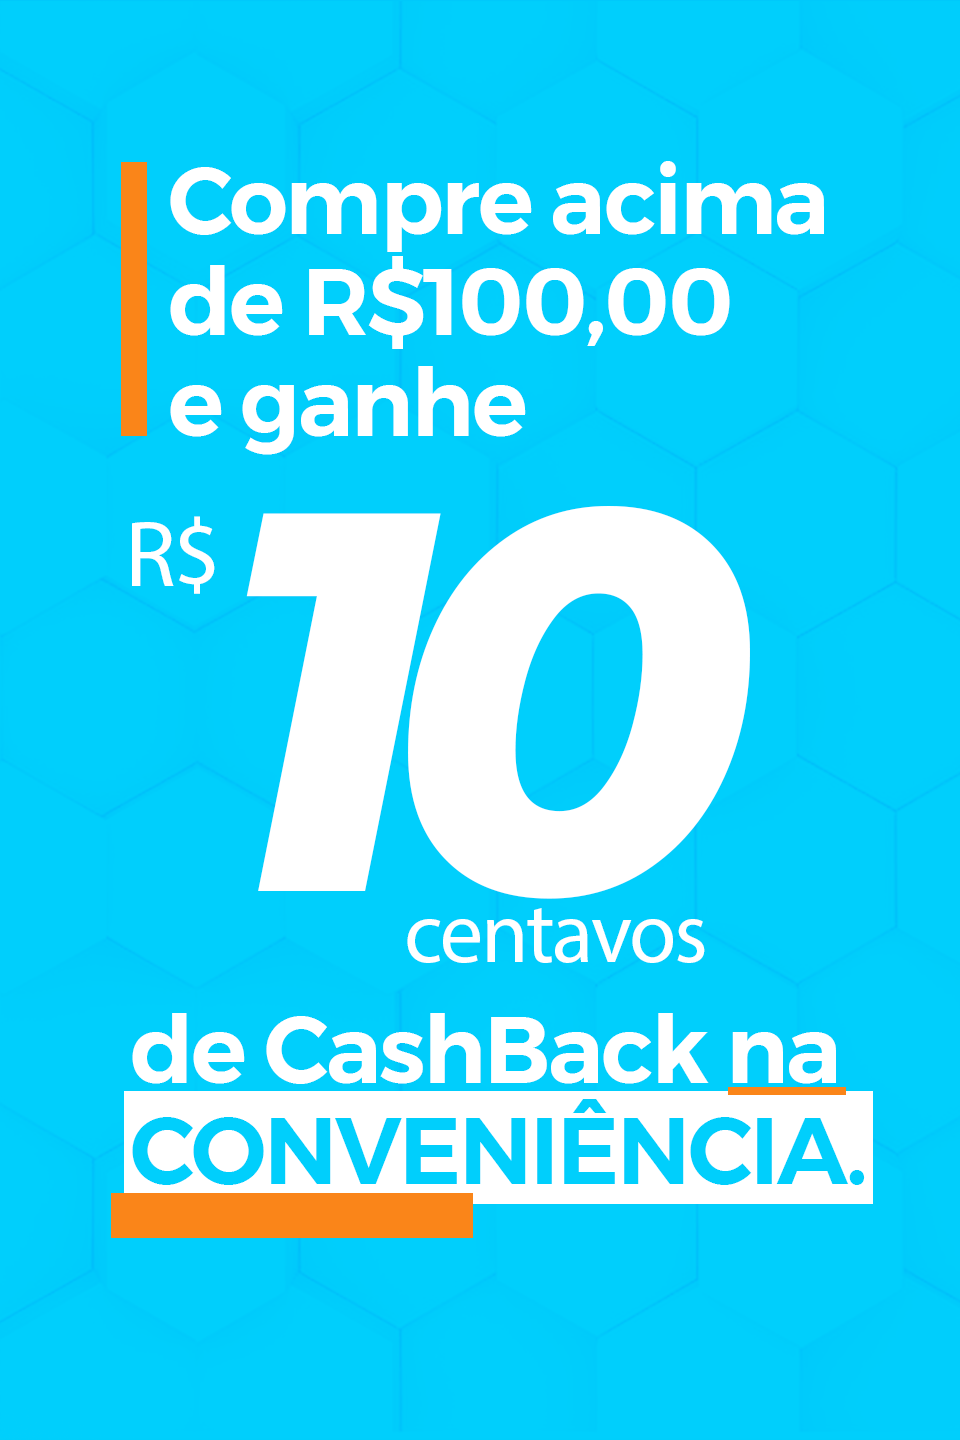 Compre acima
de R$100,00
e ganhe
R$ 10
centavos
de CashBack na
CONVENIÊNCIA.